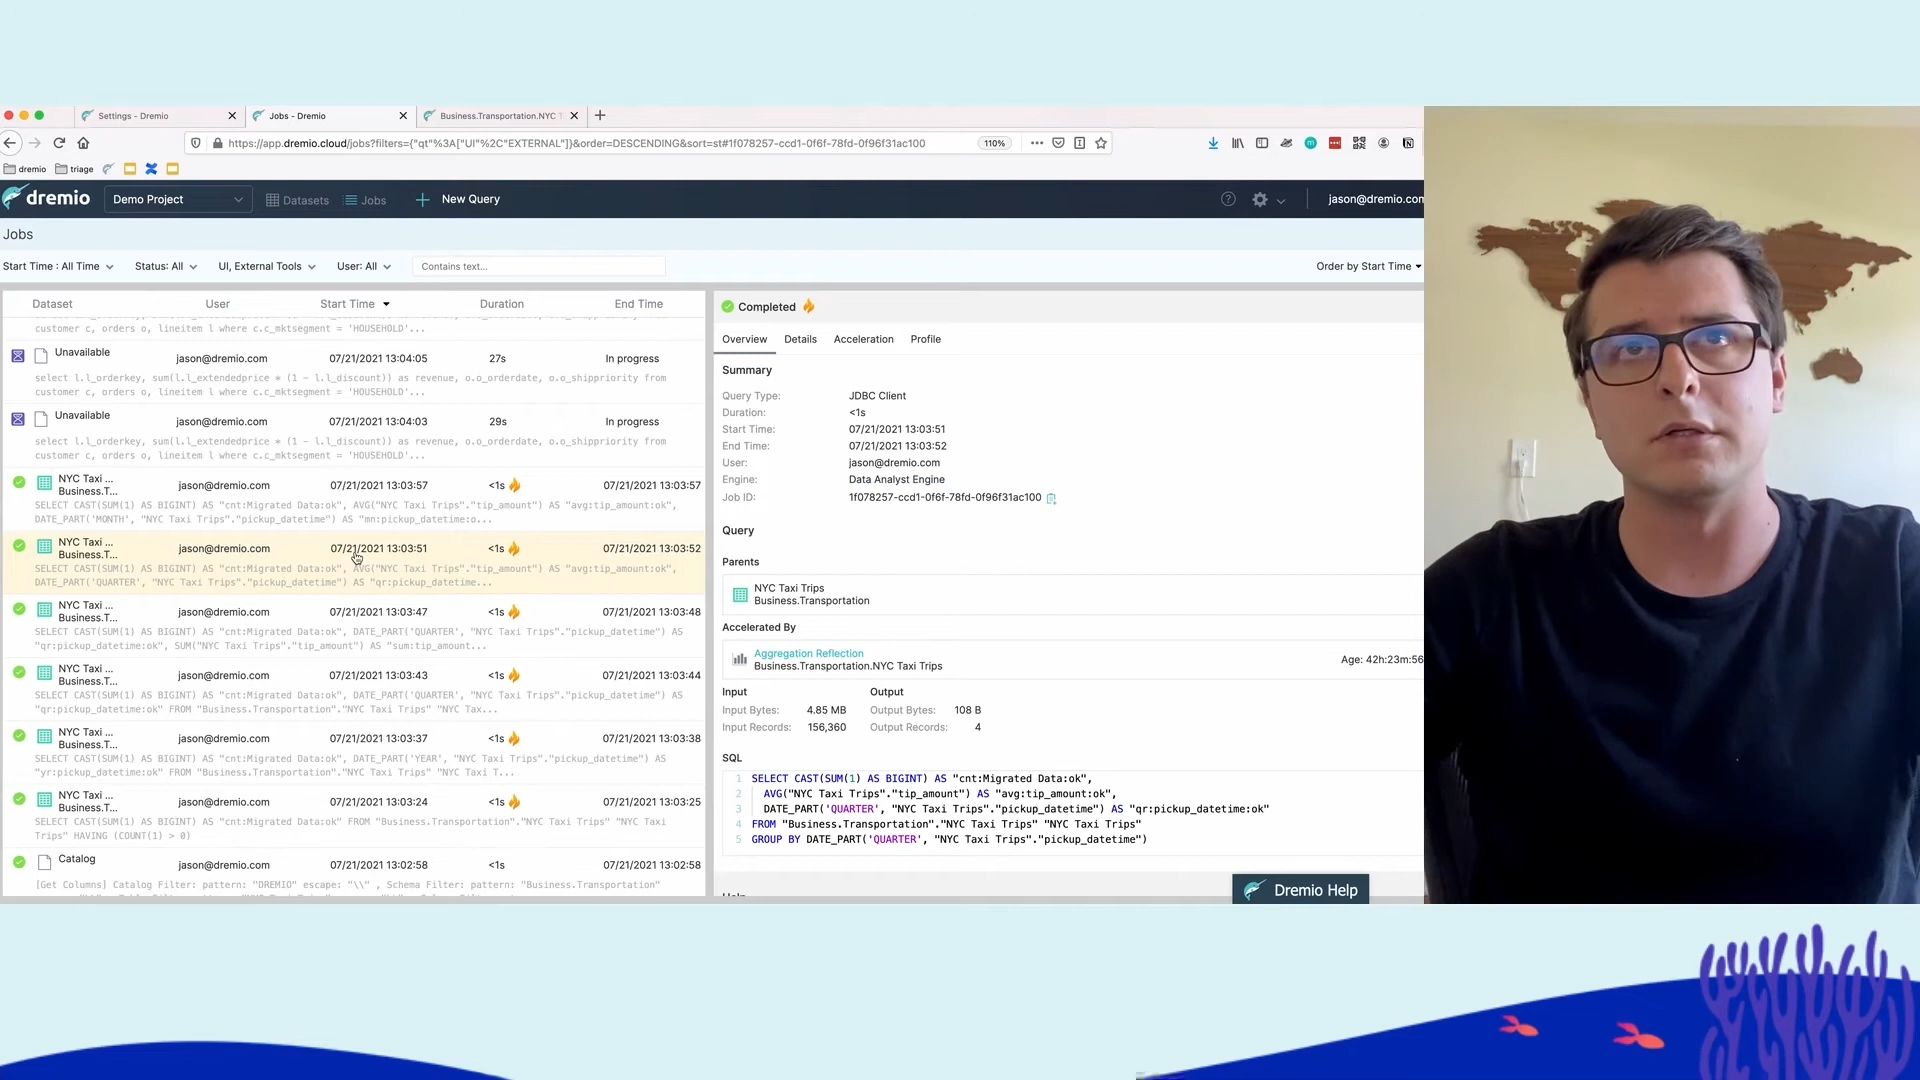 Settings - Dremio
Jobs - Dremio
Business.Transportation.NYC T
https://app.dremio.cloud/jobs?filters={"qt"%3A["UI"%2C"EXTERNAL"]}&order=DESCENDING&sort=st#1f078257-ccd1-0f6f-78fd-0f96f31ac100
110%
dremio
triage
dremio
Demo Project
Datasets
Jobs
New Query
jason@dremio.com
Jobs
Start Time : All Time
Status: All
UI, External Tools
User: All
Contains text...
Order by Start Time
Dataset
User
Start Time
Duration
End Time
customer c, orders o, lineitem l where c.c_mktsegment = 'HOUSEHOLD'...
Unavailable
jason@dremio.com
07/21/2021 13:04:05
27s
In progress
select l.l_orderkey, sum(l.l_extendedprice * (1 - l.l_discount)) as revenue, o.o_orderdate, o.o_shippriority from
customer c, orders o, lineitem l where c.c_mktsegment = 'HOUSEHOLD'...
Unavailable
jason@dremio.com
07/21/2021 13:04:03
29s
In progress
select l.l_orderkey, sum(l.l_extendedprice * (1 - l.l_discount)) as revenue, o.o_orderdate, o.o_shippriority from
customer c, orders o, lineitem l where c.c_mktsegment = 'HOUSEHOLD'...
NYC Taxi ...
Business.T...
jason@dremio.com
07/21/2021 13:03:57
<1s
07/21/2021 13:03:57
SELECT CAST(SUM(1) AS BIGINT) AS "cnt:Migrated Data:ok", AVG("NYC Taxi Trips"."tip_amount") AS "avg:tip_amount:ok",
DATE_PART('MONTH', "NYC Taxi Trips"."pickup_datetime") AS "mn:pickup_datetime:o...
NYC Taxi ...
Business.T...
jason@dremio.com
07/21/2021 13:03:51
<1s
07/21/2021 13:03:52
SELECT CAST(SUM(1) AS BIGINT) AS "cnt:Migrated Data:ok", AVG("NYC Taxi Trips"."tip_amount") AS "avg:tip_amount:ok",
DATE_PART('QUARTER', "NYC Taxi Trips"."pickup_datetime") AS "qr:pickup_datetime...
NYC Taxi ...
Business.T...
jason@dremio.com
07/21/2021 13:03:47
<1s
07/21/2021 13:03:48
SELECT CAST(SUM(1) AS BIGINT) AS "cnt:Migrated Data:ok", DATE_PART('QUARTER', "NYC Taxi Trips"."pickup_datetime") AS
"qr:pickup_datetime:ok", SUM("NYC Taxi Trips"."tip_amount") AS "sum:tip_amount...
NYC Taxi ...
Business.T...
jason@dremio.com
07/21/2021 13:03:43
<1s
07/21/2021 13:03:44
SELECT CAST(SUM(1) AS BIGINT) AS "cnt:Migrated Data:ok", DATE_PART('QUARTER', "NYC Taxi Trips"."pickup_datetime") AS
"qr:pickup_datetime:ok" FROM "Business.Transportation"."NYC Taxi Trips" "NYC Tax...
NYC Taxi ...
Business.T...
jason@dremio.com
07/21/2021 13:03:37
<1s
07/21/2021 13:03:38
SELECT CAST(SUM(1) AS BIGINT) AS "cnt:Migrated Data:ok", DATE_PART('YEAR', "NYC Taxi Trips"."pickup_datetime") AS
"yr:pickup_datetime:ok" FROM "Business.Transportation"."NYC Taxi Trips" "NYC Taxi T...
NYC Taxi ...
Business.T...
jason@dremio.com
07/21/2021 13:03:24
<1s
07/21/2021 13:03:25
SELECT CAST(SUM(1) AS BIGINT) AS "cnt:Migrated Data:ok" FROM "Business.Transportation"."NYC Taxi Trips" "NYC Taxi
Trips" HAVING (COUNT(1) > 0)
Catalog
jason@dremio.com
07/21/2021 13:02:58
<1s
07/21/2021 13:02:58
[Get Columns] Catalog Filter: pattern: "DREMIO" escape: "\\" , Schema Filter: pattern: "Business.Transportation"
Completed
Overview
Details
Acceleration
Profile
Summary
Query Type: JDBC Client
Duration: <1s
Start Time: 07/21/2021 13:03:51
End Time: 07/21/2021 13:03:52
User: jason@dremio.com
Engine: Data Analyst Engine
Job ID: 1f078257-ccd1-0f6f-78fd-0f96f31ac100
Query
Parents
NYC Taxi Trips
Business.Transportation
Accelerated By
Aggregation Reflection
Business.Transportation.NYC Taxi Trips
Age: 42h:23m:56
Input
Output
Input Bytes: 4.85 MB
Output Bytes: 108 B
Input Records: 156,360
Output Records: 4
SQL
1 SELECT CAST(SUM(1) AS BIGINT) AS "cnt:Migrated Data:ok",
2 AVG("NYC Taxi Trips"."tip_amount") AS "avg:tip_amount:ok",
3 DATE_PART('QUARTER', "NYC Taxi Trips"."pickup_datetime") AS "qr:pickup_datetime:ok"
4 FROM "Business.Transportation"."NYC Taxi Trips" "NYC Taxi Trips"
5 GROUP BY DATE_PART('QUARTER', "NYC Taxi Trips"."pickup_datetime")
Dremio Help